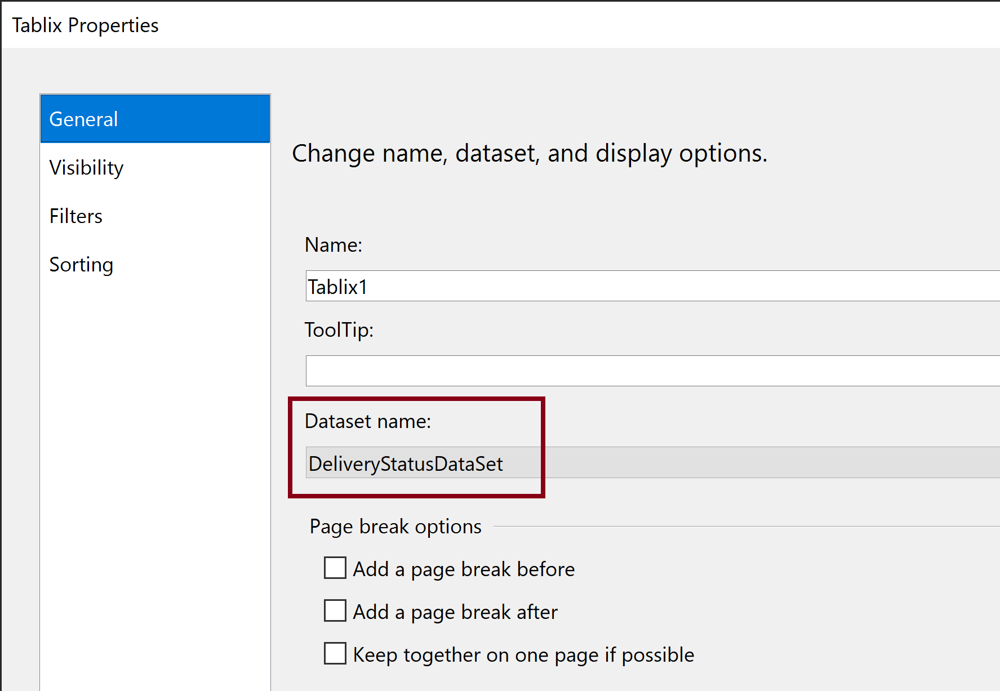 Tablix Properties
General
Visibility
Filters
Sorting
Change name, dataset, and display options.
Name:
Tablix1
ToolTip:
Dataset name:
DeliveryStatusDataSet
Page break options
Add a page break before
Add a page break after
Keep together on one page if possible